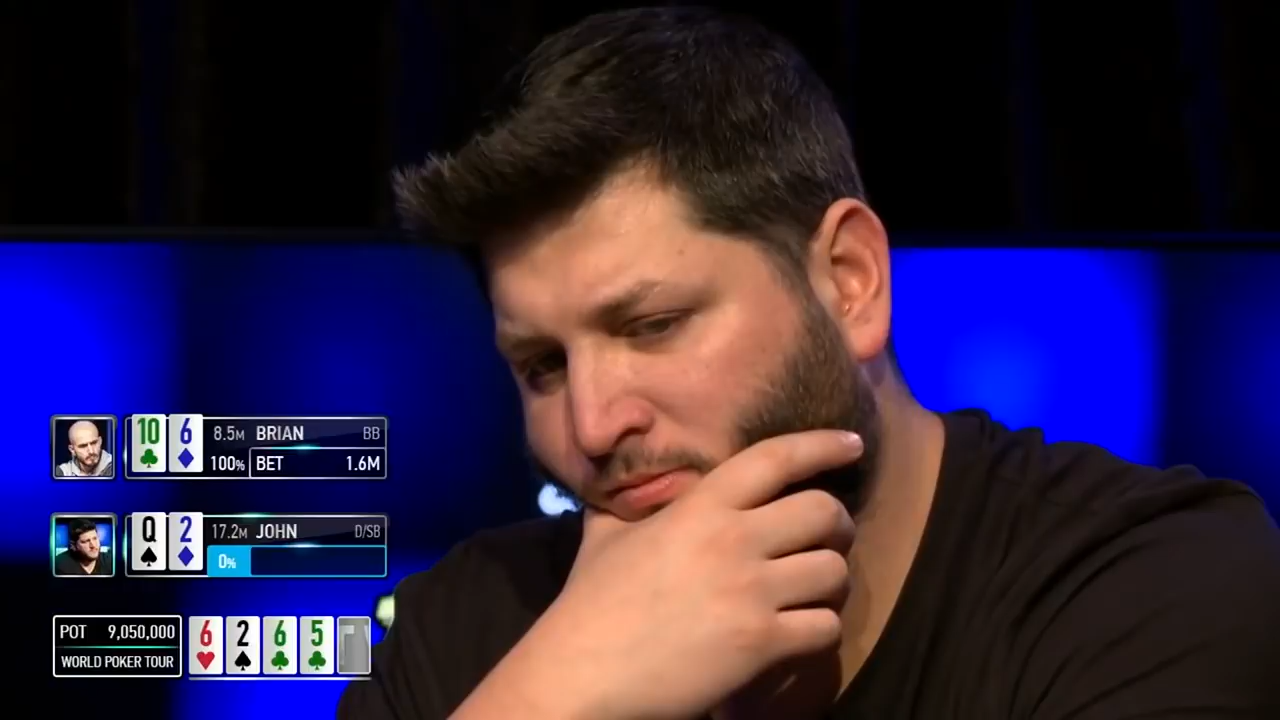 10 6 8.5M BRIAN BB
100% BET 1.6M
Q 2 17.2M JOHN D/SB
0%
POT 9,050,000
WORLD POKER TOUR
6 2 6 5